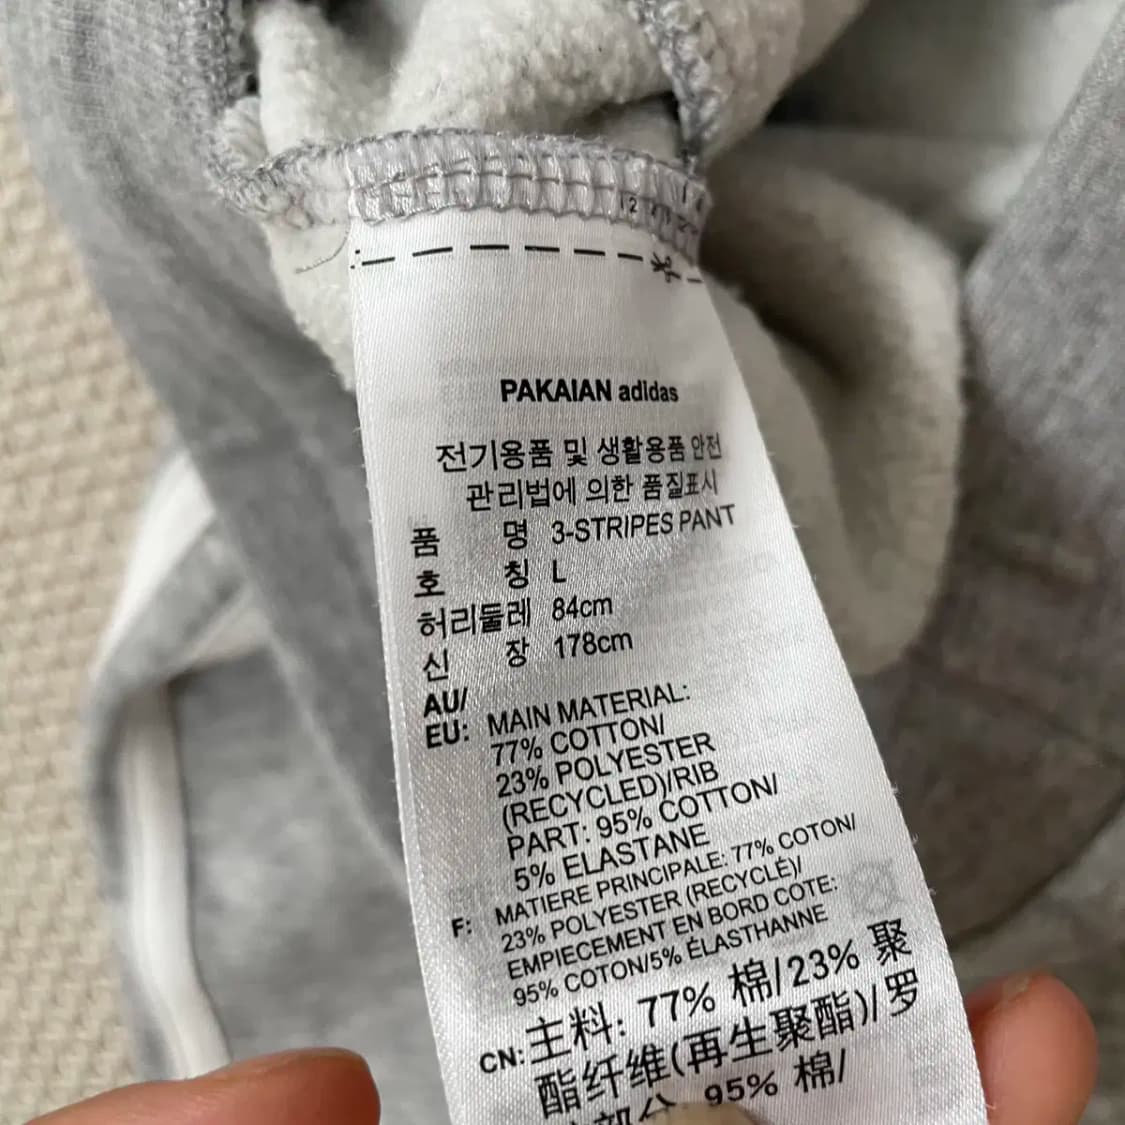 PAKAIAN adidas
전기용품 및 생활용품 안전
관리법에 의한 품질표시
품 명 3-STRIPES PANT
호 칭 L
허리둘레 84cm
신 장 178cm
AU/
EU: MAIN MATERIAL:
77% COTTON/
23% POLYESTER
(RECYCLED)/RIB
PART: 95% COTTON/
5% ELASTANE
F: MATIERE PRINCIPALE: 77% COTON/
23% POLYESTER (RECYCLÉ)/
EMPIECEMENT EN BORD COTE:
95% COTON/5% ÉLASTHANNE
CN: 主料: 77% 棉/23% 聚
酯纤维(再生聚酯)/罗
部分: 95% 棉/